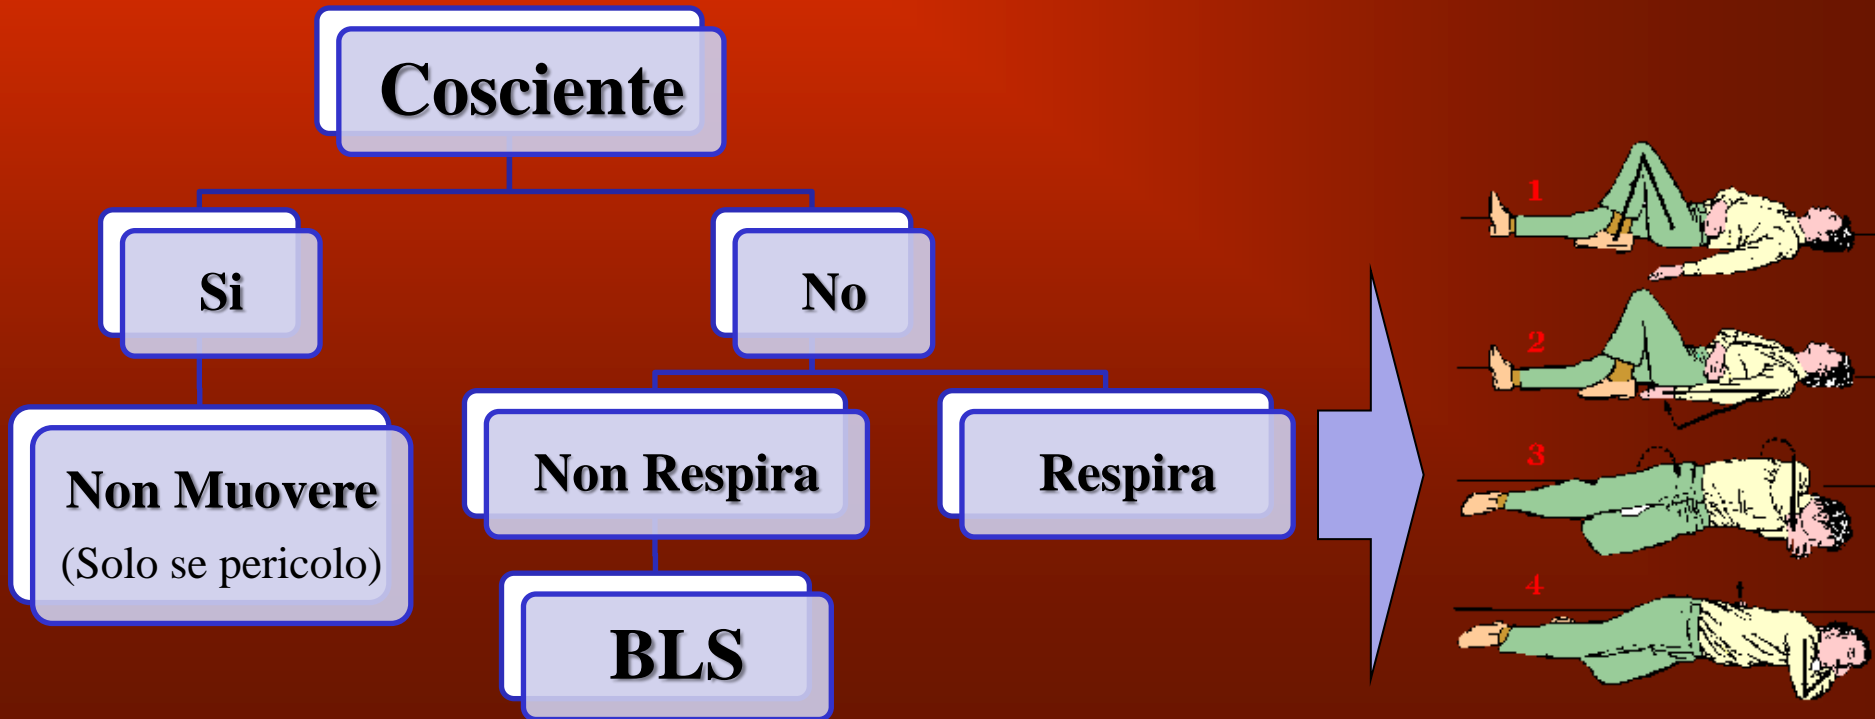 Cosciente
Si
No
Non Muovere
(Solo se pericolo)
Non Respira
Respira
BLS
1
2
3
4